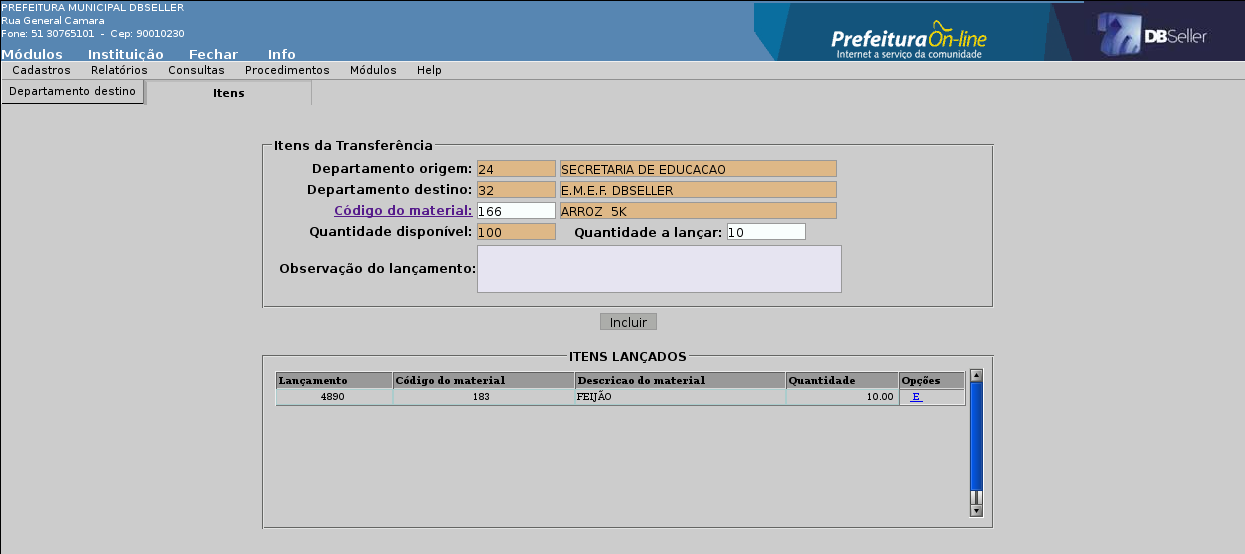 PREFEITURA MUNICIPAL DBSELLER
Rua General Camara
Fone: 51 30765101 - Cep: 90010230
PrefeituraOn-line
Internet a serviço da comunidade
DBSeller
Módulos Instituição Fechar Info
Cadastros Relatórios Consultas Procedimentos Módulos Help
Departamento destino Itens
Itens da Transferência
Departamento origem: 24 SECRETARIA DE EDUCACAO
Departamento destino: 32 E.M.E.F. DBSELLER
Código do material: 166 ARROZ 5K
Quantidade disponível: 100 Quantidade a lançar: 10
Observação do lançamento:
Incluir
ITENS LANÇADOS
Lançamento Código do material Descricao do material Quantidade Opções
4890 183 FEIJÃO 10.00 E